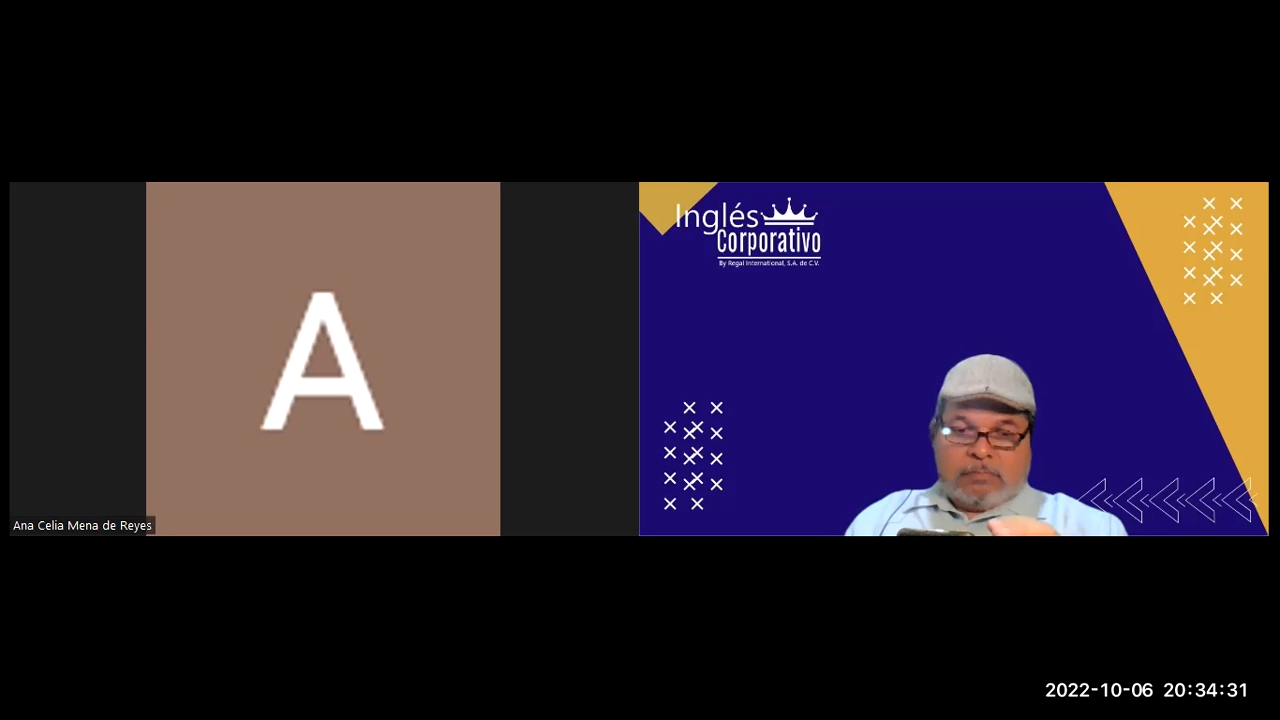 A
Ana Celia Mena de Reyes
Inglés
Corporativo
By Regal International, S.A. de C.V.
2022-10-06 20:34:31